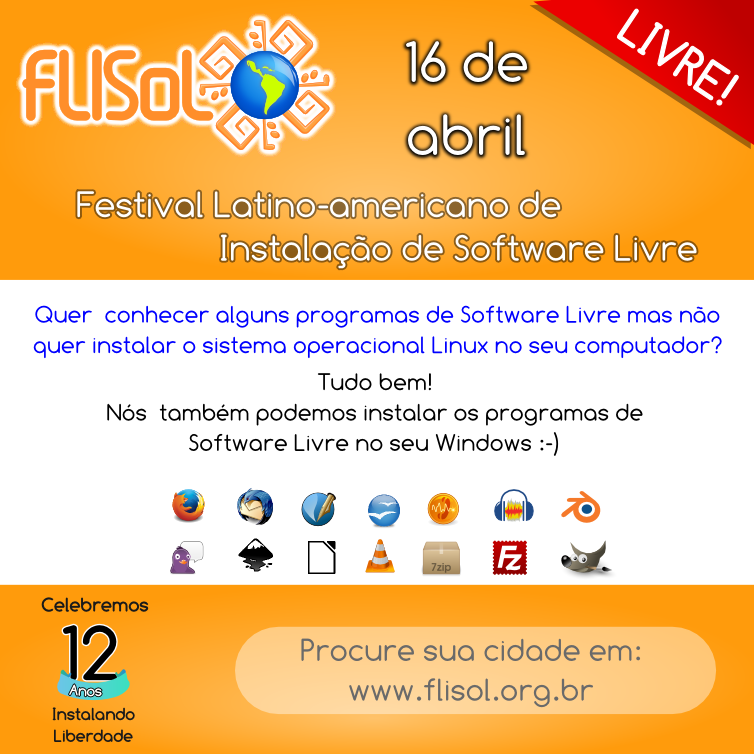 fLISoL
16 de
abril
LIVRE!
Festival Latino-americano de
Instalação de Software Livre
Quer conhecer alguns programas de Software Livre mas não
quer instalar o sistema operacional Linux no seu computador?
Tudo bem!
Nós também podemos instalar os programas de
Software Livre no seu Windows :-)
7zip
Fz
Celebremos
12
Anos
Instalando
Liberdade
Procure sua cidade em:
www.flisol.org.br